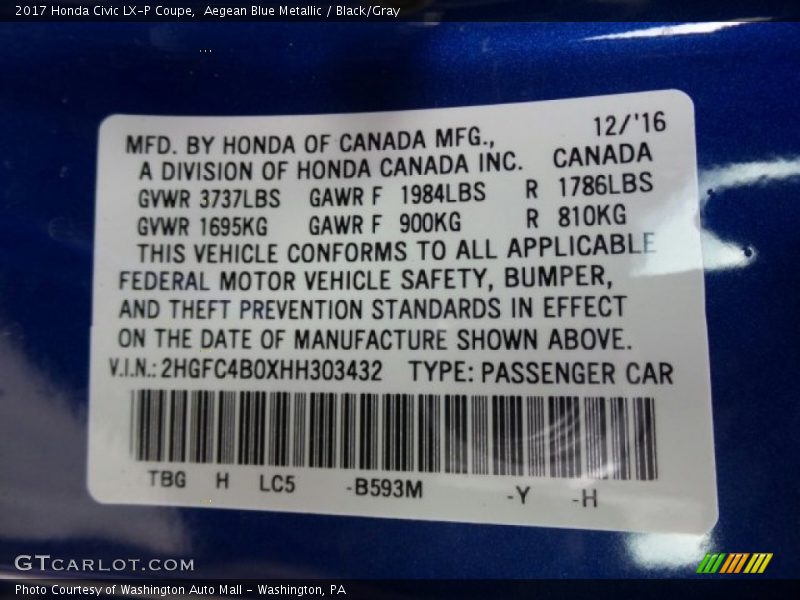 2017 Honda Civic LX-P Coupe,  Aegean Blue Metallic / Black/Gray
12/'16
MFD. BY HONDA OF CANADA MFG.,
A DIVISION OF HONDA CANADA INC. CANADA
GVWR 3737LBS GAWR F 1984LBS R 1786LBS
GVWR 1695KG GAWR F 900KG R 810KG
THIS VEHICLE CONFORMS TO ALL APPLICABLE
FEDERAL MOTOR VEHICLE SAFETY, BUMPER,
AND THEFT PREVENTION STANDARDS IN EFFECT
ON THE DATE OF MANUFACTURE SHOWN ABOVE.
V.I.N.: 2HGFC4B0XHH303432 TYPE: PASSENGER CAR
TBG H LC5 -B593M -Y -H
GTCARLOT.COM
Photo Courtesy of Washington Auto Mall - Washington, PA